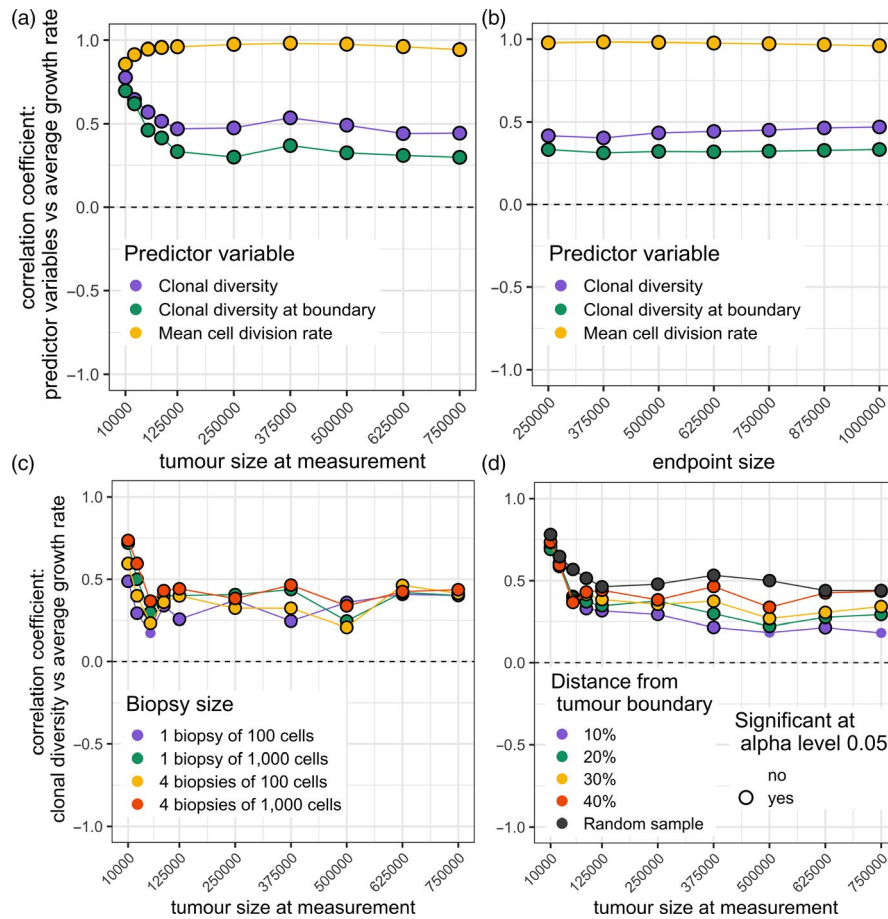 (a)
correlation coefficient:
predictor variables vs average growth rate
1.0
0.5
0.0
-0.5
-1.0
Predictor variable
Clonal diversity
Clonal diversity at boundary
Mean cell division rate
10000
125000
250000
375000
500000
625000
750000
tumour size at measurement
(b)
1.0
0.5
0.0
-0.5
-1.0
Predictor variable
Clonal diversity
Clonal diversity at boundary
Mean cell division rate
250000
375000
500000
625000
750000
875000
1000000
endpoint size
(c)
correlation coefficient:
clonal diversity vs average growth rate
1.0
0.5
0.0
-0.5
-1.0
Biopsy size
1 biopsy of 100 cells
1 biopsy of 1,000 cells
4 biopsies of 100 cells
4 biopsies of 1,000 cells
10000
125000
250000
375000
500000
625000
750000
tumour size at measurement
(d)
1.0
0.5
0.0
-0.5
-1.0
Distance from
tumour boundary
10%
20%
30%
40%
Random sample
Significant at
alpha level 0.05
no
yes
10000
125000
250000
375000
500000
625000
750000
tumour size at measurement